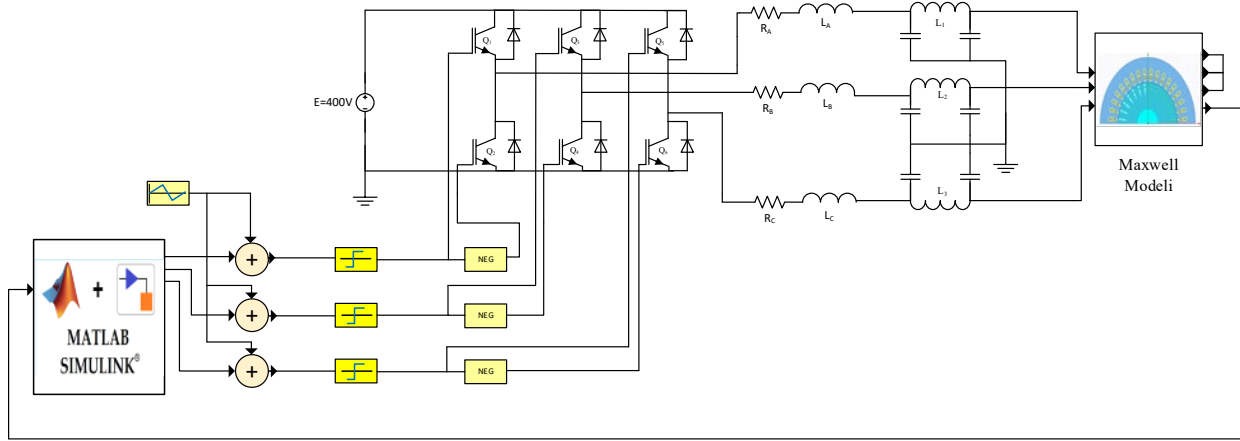 E=400V
Q1
Q3
Q5
Q2
Q4
Q6
RA
LA
L1
RB
LB
L2
RC
LC
L3
Maxwell
Modeli
NEG
NEG
NEG
+
+
+
+
MATLAB
SIMULINK®